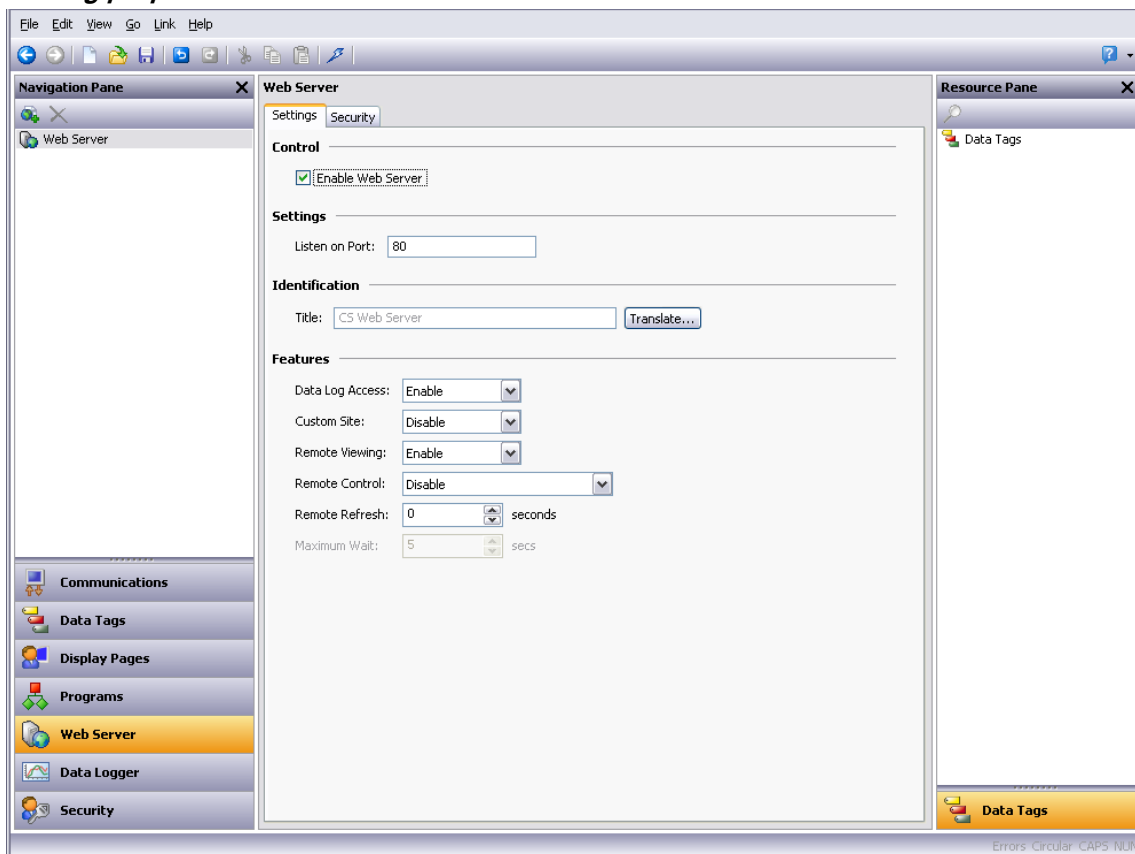 File Edit View Go Link Help
Navigation Pane
Web Server
Communications
Data Tags
Display Pages
Programs
Web Server
Data Logger
Security
Web Server
Settings Security
Control
Enable Web Server
Settings
Listen on Port: 80
Identification
Title: CS Web Server Translate...
Features
Data Log Access: Enable
Custom Site: Disable
Remote Viewing: Enable
Remote Control: Disable
Remote Refresh: 0 seconds
Maximum Wait: 5 secs
Resource Pane
Data Tags
Data Tags
Errors Circular CAPS NUM